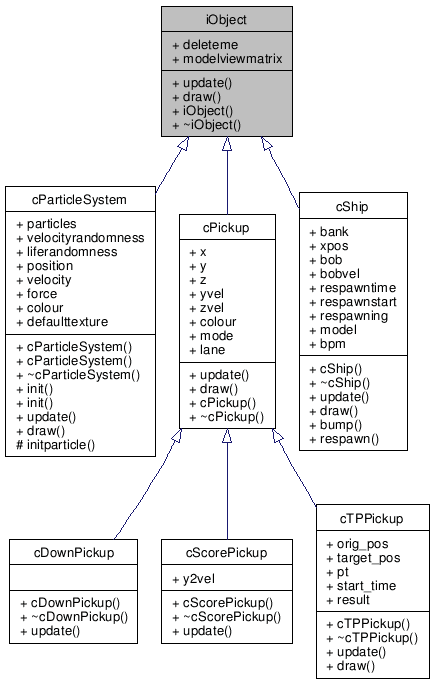 iObject
+ deleteme
+ modelviewmatrix
+ update()
+ draw()
+ iObject()
+ ~iObject()
cParticleSystem
+ particles
+ velocityrandomness
+ liferandomness
+ position
+ velocity
+ force
+ colour
+ defaulttexture
+ cParticleSystem()
+ cParticleSystem()
+ ~cParticleSystem()
+ init()
+ init()
+ update()
+ draw()
# initparticle()
cPickup
+ x
+ y
+ z
+ yvel
+ zvel
+ colour
+ mode
+ lane
+ update()
+ draw()
+ cPickup()
+ ~cPickup()
cShip
+ bank
+ xpos
+ bob
+ bobvel
+ respawntime
+ respawnstart
+ respawning
+ model
+ bpm
+ cShip()
+ ~cShip()
+ update()
+ draw()
+ bump()
+ respawn()
cDownPickup
+ cDownPickup()
+ ~cDownPickup()
+ update()
cScorePickup
+ y2vel
+ cScorePickup()
+ ~cScorePickup()
+ update()
cTPPickup
+ orig_pos
+ target_pos
+ pt
+ start_time
+ result
+ cTPPickup()
+ ~cTPPickup()
+ update()
+ draw()